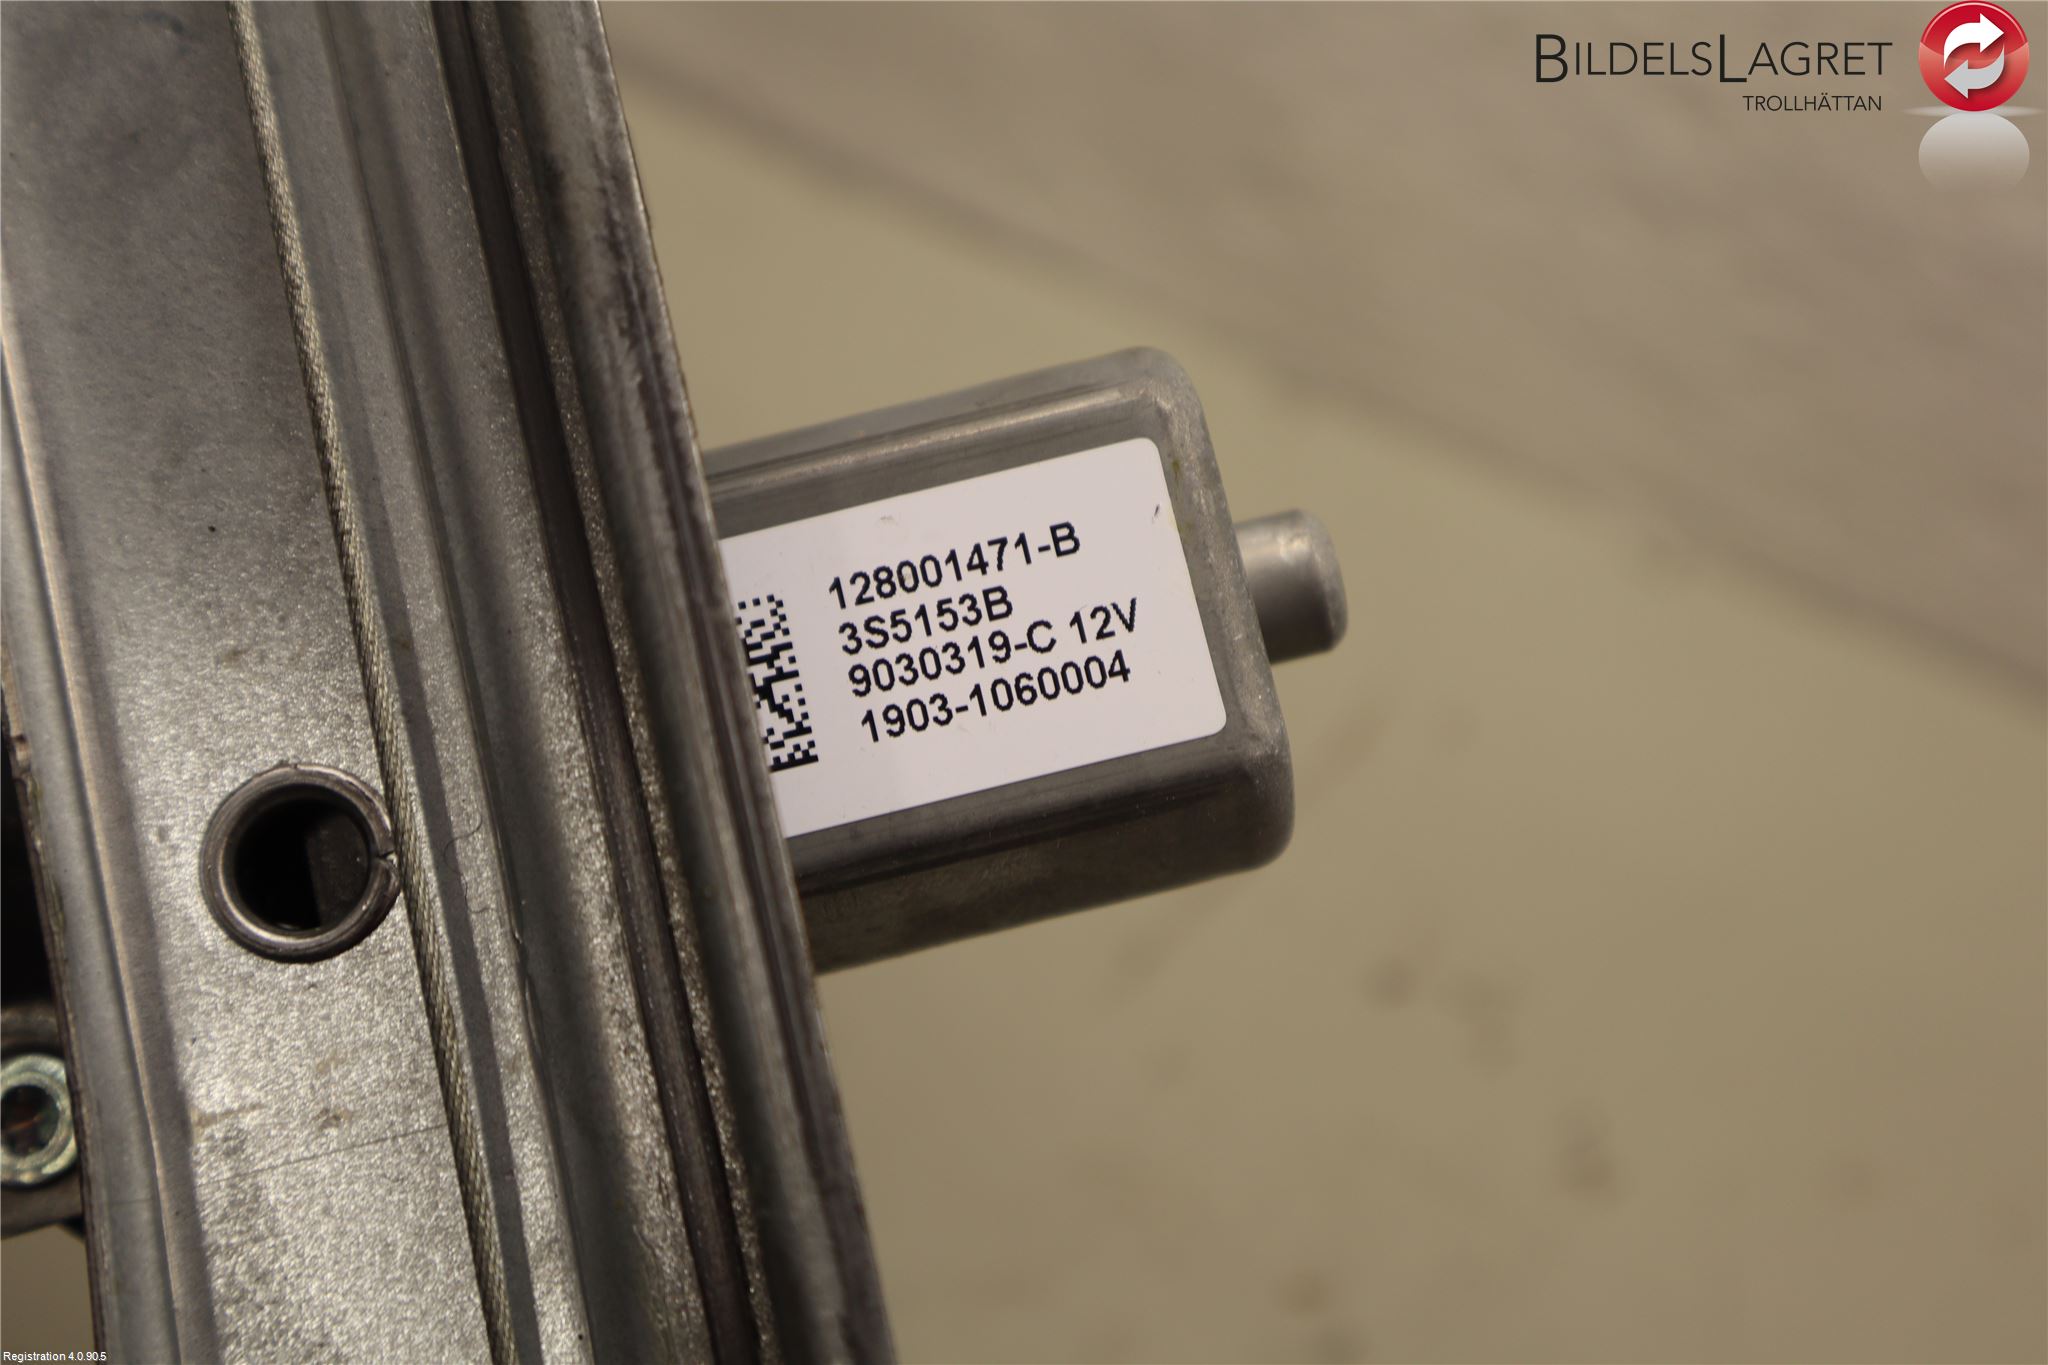 BILDELSLAGRET
TROLLHÄTTAN
128001471-B
3S5153B
9030319-C 12V
1903-1060004
Registration 4.0.90.5